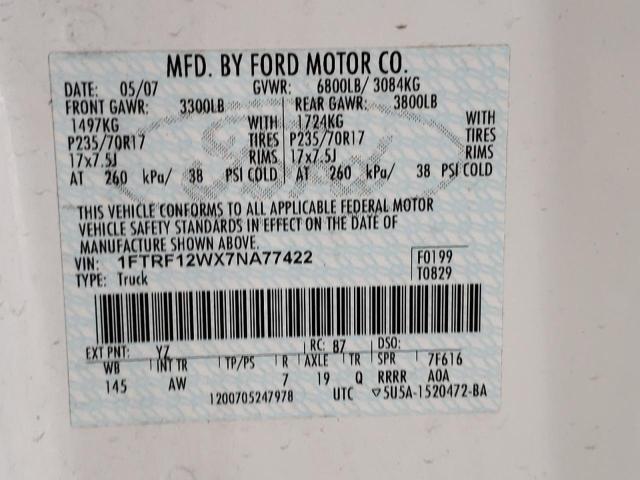 MFD. BY FORD MOTOR CO.
DATE: 05/07 GVWR: 6800LB/ 3084KG
FRONT GAWR: 3300LB REAR GAWR: 3800LB
1497KG WITH 1724KG WITH
P235/70R17 TIRES P235/70R17 TIRES
17x7.5J RIMS 17x7.5J RIMS
AT 260 kPa/ 38 PSI COLD AT 260 kPa/ 38 PSI COLD
THIS VEHICLE CONFORMS TO ALL APPLICABLE FEDERAL MOTOR
VEHICLE SAFETY STANDARDS IN EFFECT ON THE DATE OF
MANUFACTURE SHOWN ABOVE.
VIN: 1FTRF12WX7NA77422 F0199
TYPE: Truck T0829
EXT PNT: YZ RC: 87 DSO:
WB INT TR TP/PS R AXLE TR SPR 7F616
145 AW 7 19 Q RRRR A0A
1200705247978 UTC ▽5U5A-1520472-BA